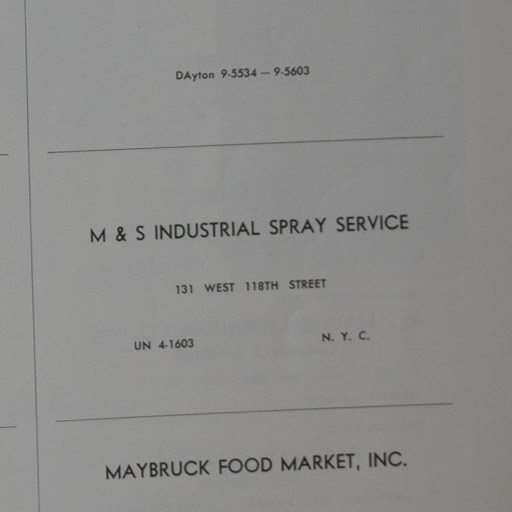 DAyton 9-5534 — 9-5603
M & S INDUSTRIAL SPRAY SERVICE
131 WEST 118TH STREET
UN 4-1603 N. Y. C.
MAYBRUCK FOOD MARKET, INC.